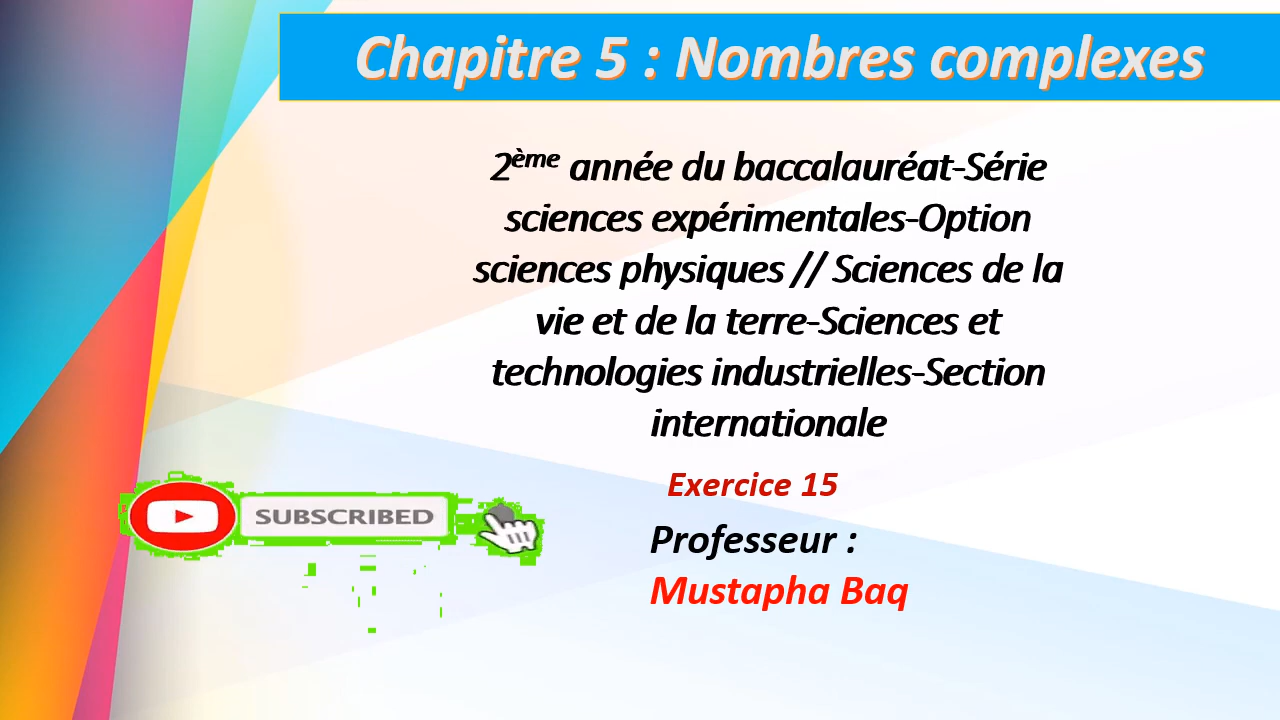 Chapitre 5 : Nombres complexes
2ème année du baccalauréat-Série
sciences expérimentales-Option
sciences physiques // Sciences de la
vie et de la terre-Sciences et
technologies industrielles-Section
internationale
Exercice 15
SUBSCRIBED
Professeur :
Mustapha Baq